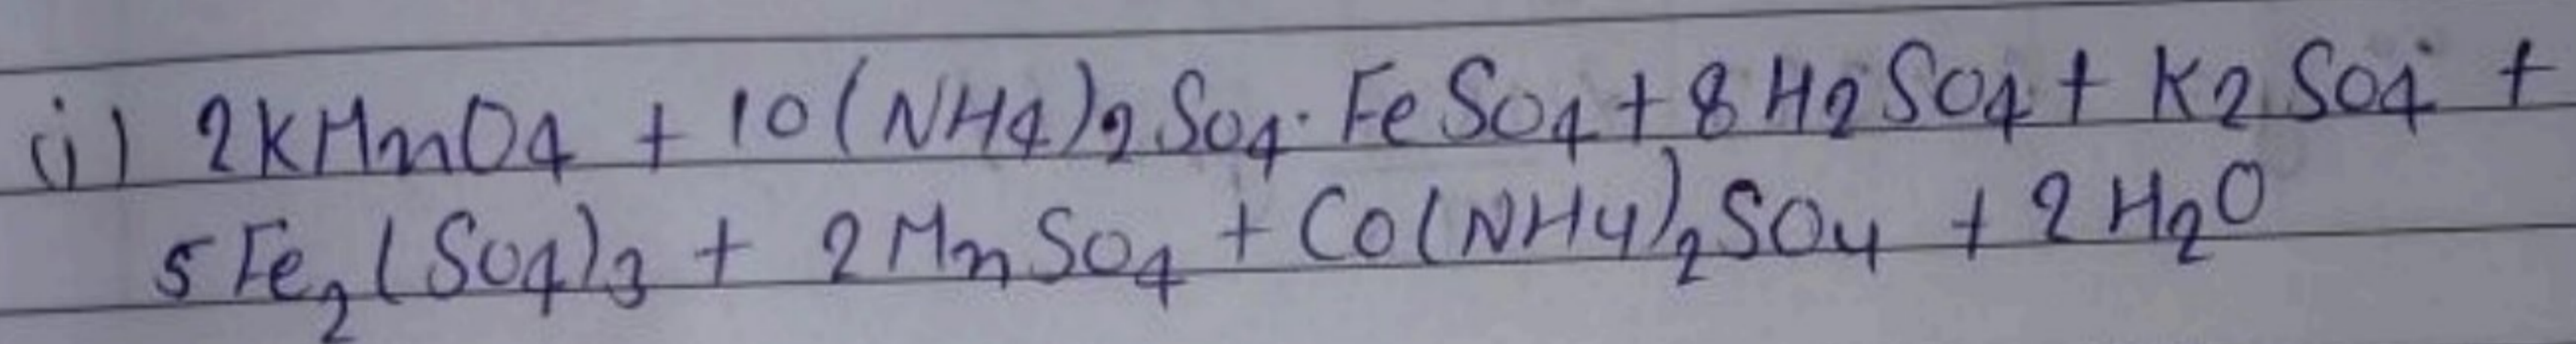 (i) 2KMnO4 + 10(NH4)2SO4. FeSO4 + 8H2SO4 + K2SO4 +
5Fe2(SO4)3 + 2MnSO4 + Co(NH4)2SO4 + 2H2O